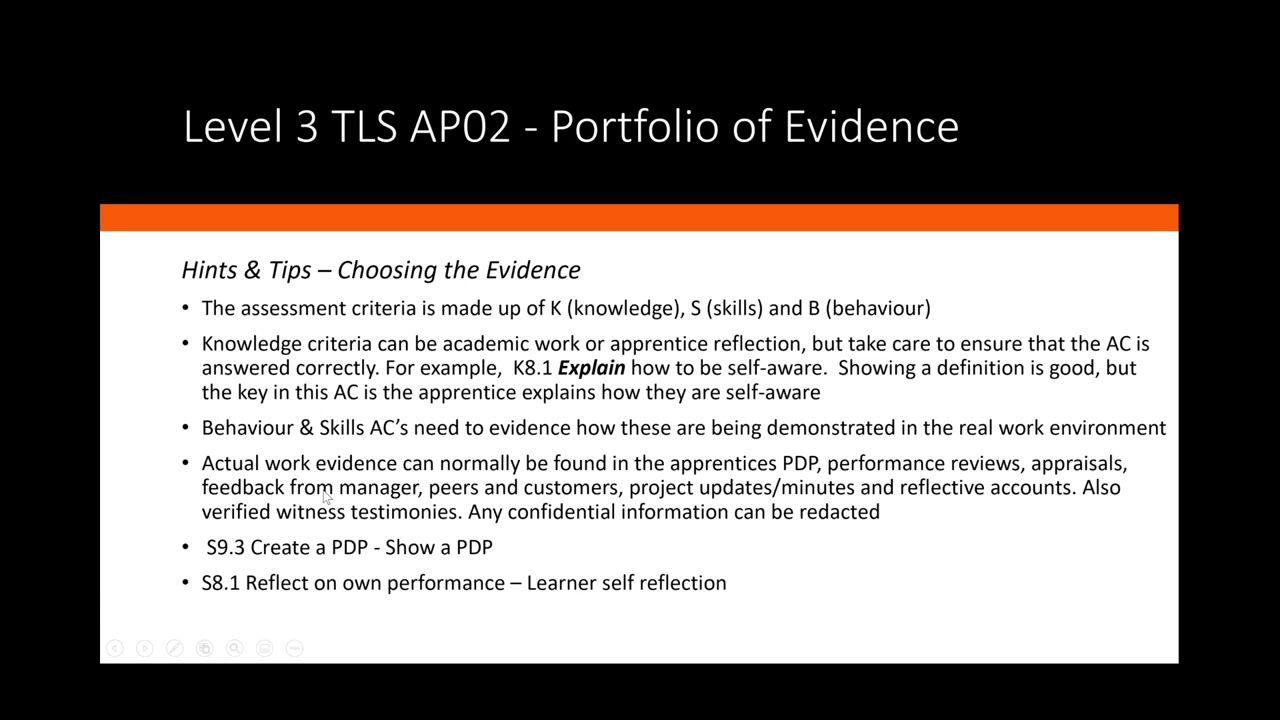 Level 3 TLS AP02 - Portfolio of Evidence
Hints & Tips – Choosing the Evidence
• The assessment criteria is made up of K (knowledge), S (skills) and B (behaviour)
• Knowledge criteria can be academic work or apprentice reflection, but take care to ensure that the AC is
answered correctly. For example,  K8.1 Explain how to be self-aware.  Showing a definition is good, but
the key in this AC is the apprentice explains how they are self-aware
• Behaviour & Skills AC’s need to evidence how these are being demonstrated in the real work environment
• Actual work evidence can normally be found in the apprentices PDP, performance reviews, appraisals,
feedback from manager, peers and customers, project updates/minutes and reflective accounts. Also
verified witness testimonies. Any confidential information can be redacted
• S9.3 Create a PDP - Show a PDP
• S8.1 Reflect on own performance – Learner self reflection